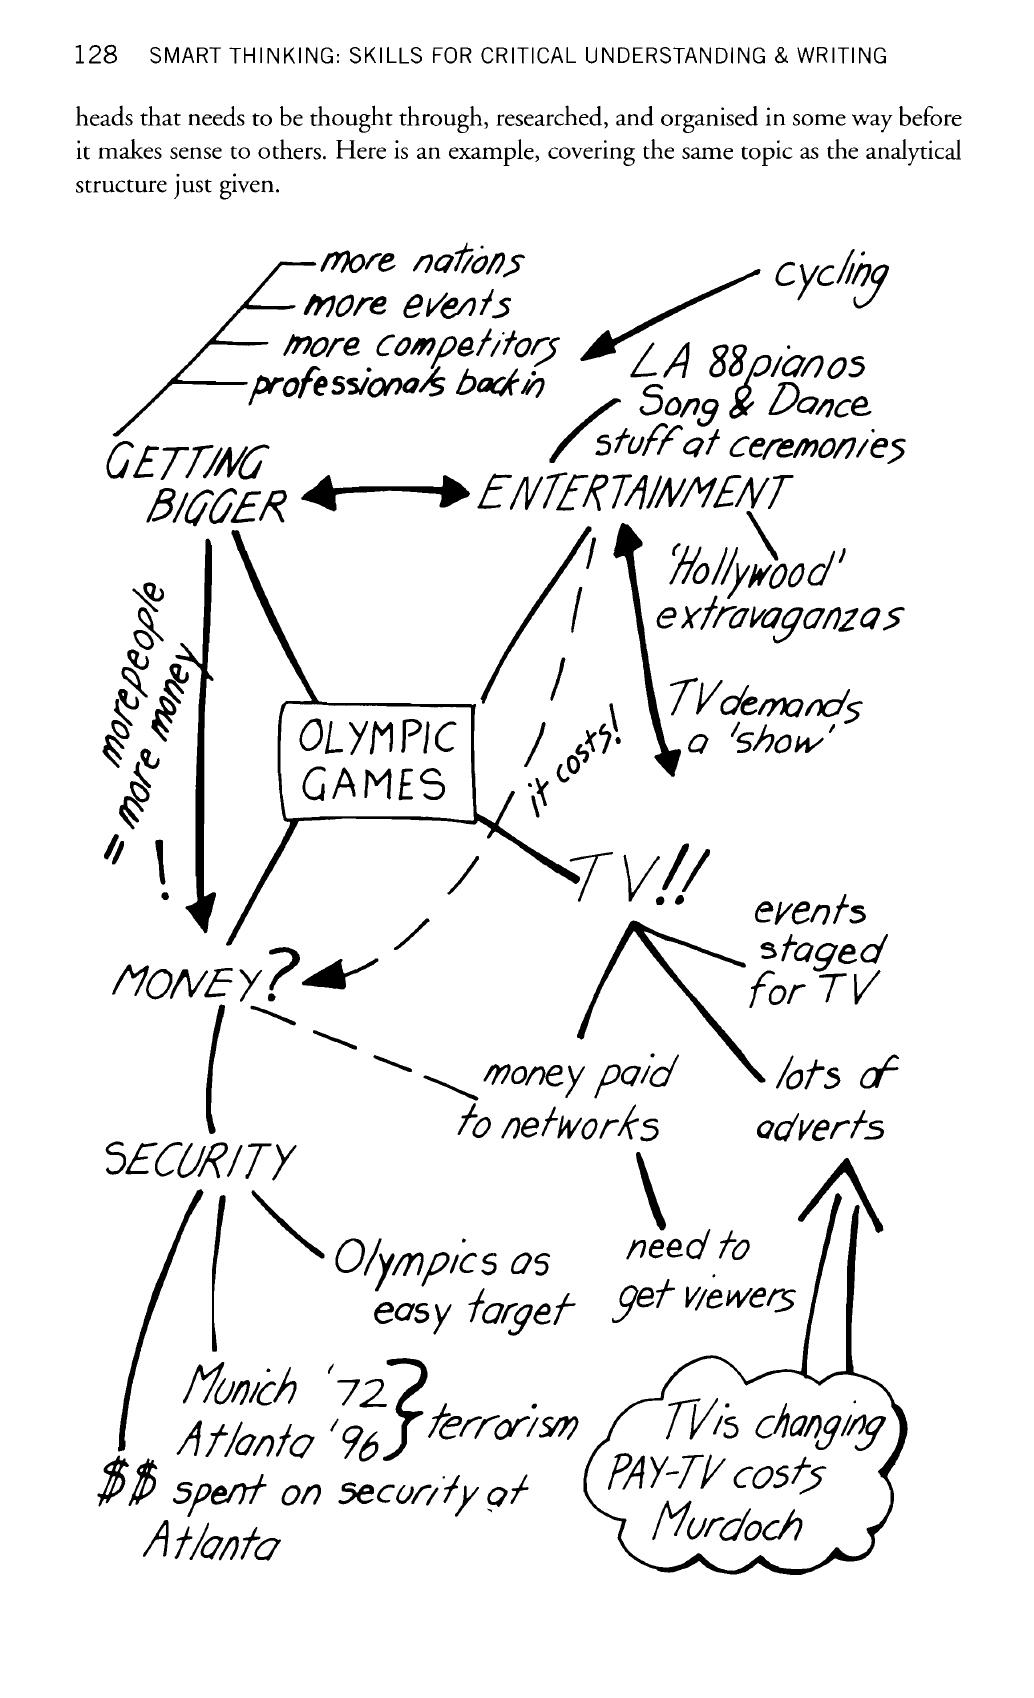 128 SMART THINKING: SKILLS FOR CRITICAL UNDERSTANDING & WRITING
heads that needs to be thought through, researched, and organised in some way before
it makes sense to others. Here is an example, covering the same topic as the analytical
structure just given.
more nations
more events
more competitors
professionals back in
cycling
LA 88 pianos
Song & Dance
stuff at ceremonies
GETTING
BIGGER
ENTERTAINMENT
'Hollywood'
extravaganzas
more people
= more money
!
TV demands
a 'show'
it costs!
OLYMPIC
GAMES
TV!!
events
staged
for TV
MONEY?
money paid
to networks
lots of
adverts
SECURITY
Olympics as
easy target
need to
get viewers
Munich '72
Atlanta '96
terrorism
$$ spent on security at
Atlanta
TV is changing
PAY-TV costs
Murdoch